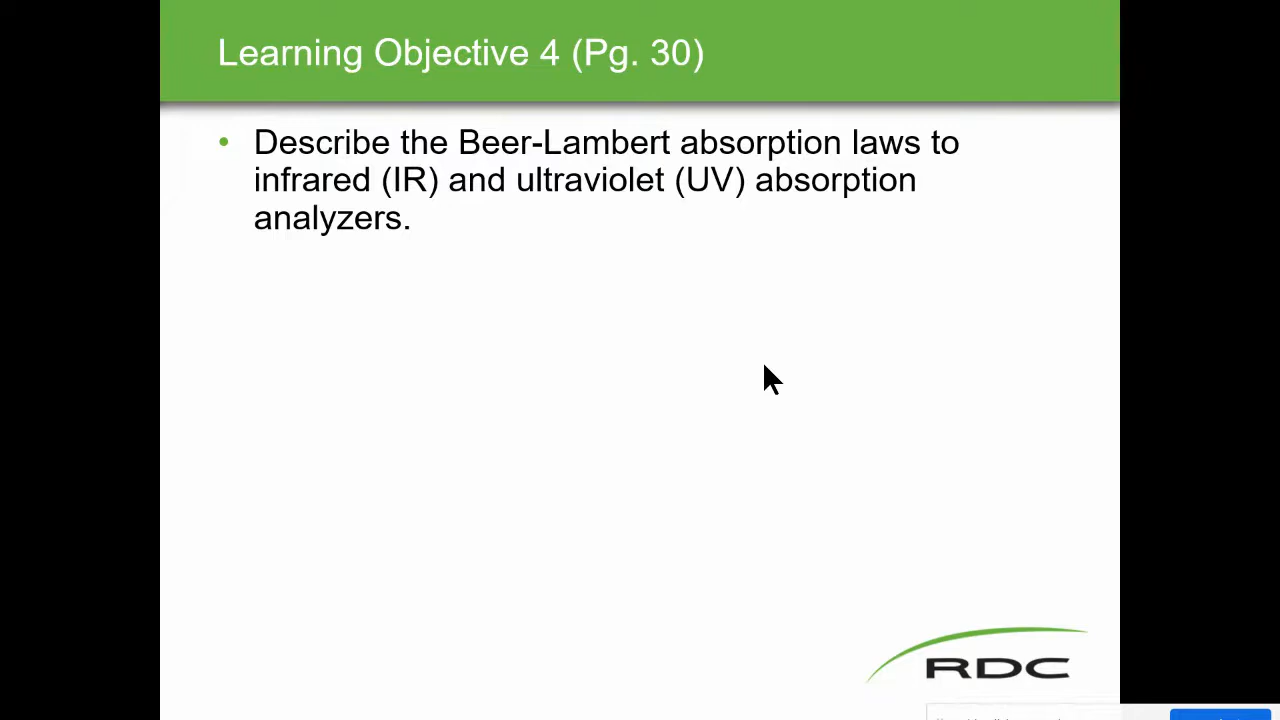 Learning Objective 4 (Pg. 30)
• Describe the Beer-Lambert absorption laws to
infrared (IR) and ultraviolet (UV) absorption
analyzers.
RDC